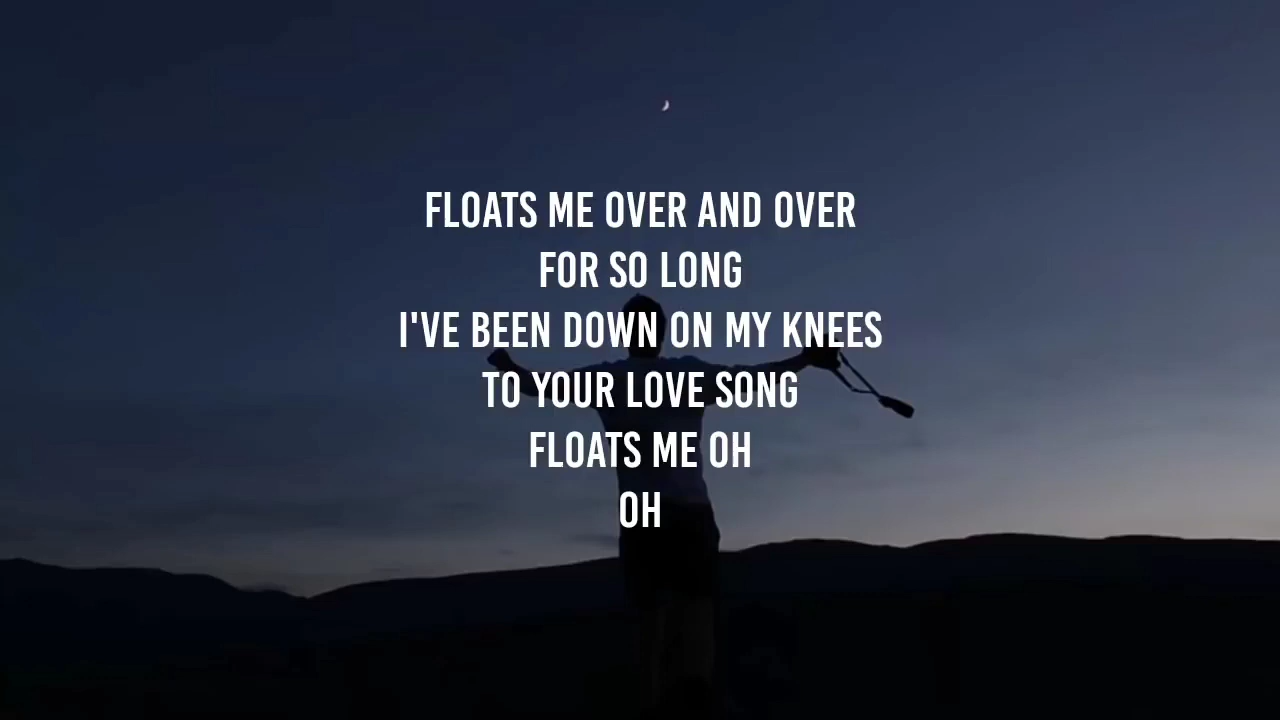 FLOATS ME OVER AND OVER
FOR SO LONG
I'VE BEEN DOWN ON MY KNEES
TO YOUR LOVE SONG
FLOATS ME OH
OH